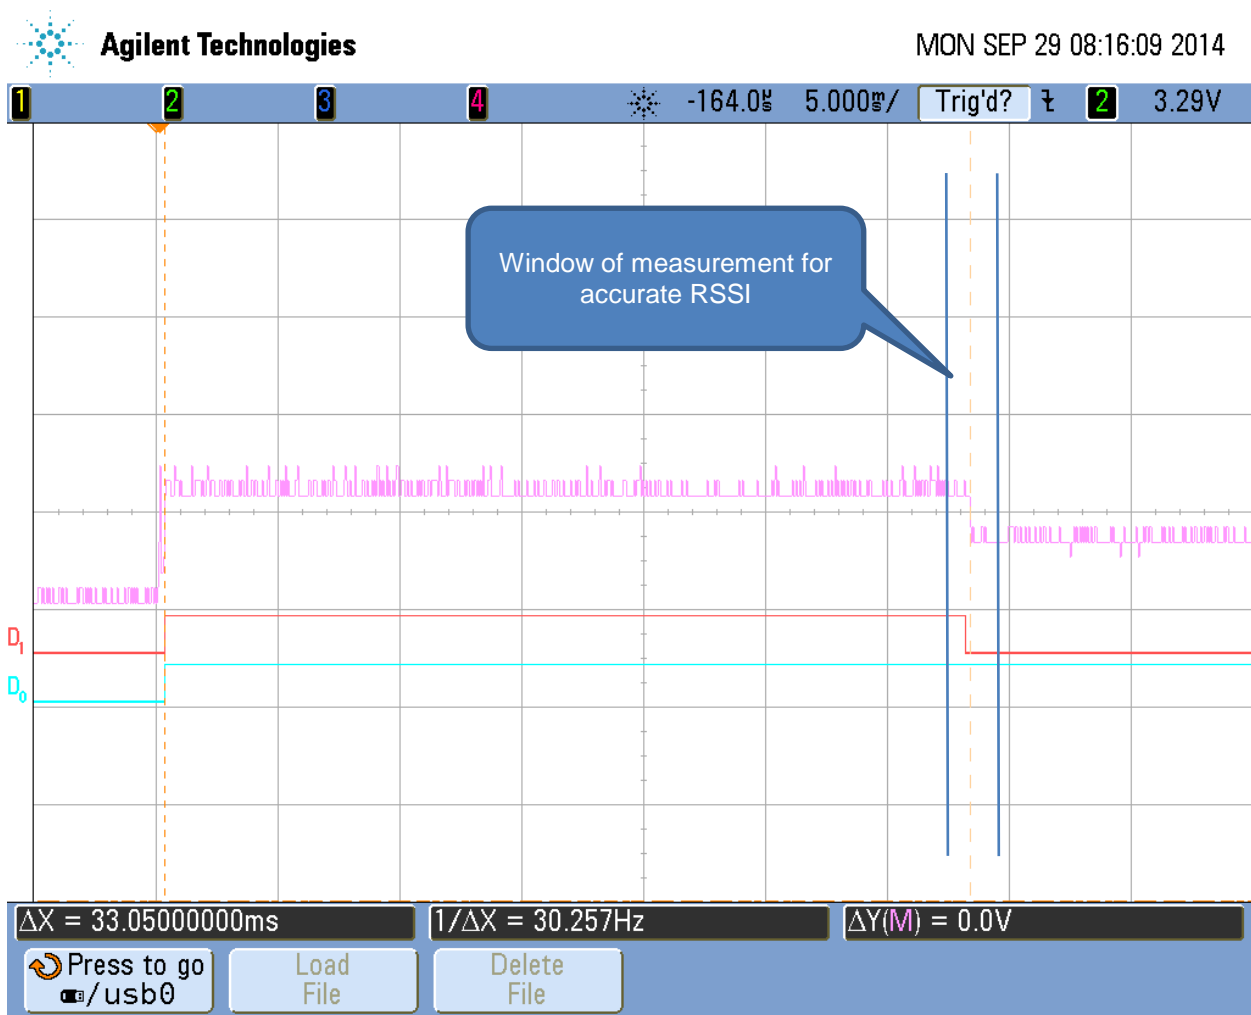 Agilent Technologies
MON SEP 29 08:16:09 2014
1 2 3 4 -164.0µs 5.000ms/ Trig'd? 2 3.29V
Window of measurement for
accurate RSSI
D1
D0
ΔX = 33.05000000ms 1/ΔX = 30.257Hz ΔY(M) = 0.0V
Press to go Load Delete
/usb0 File File